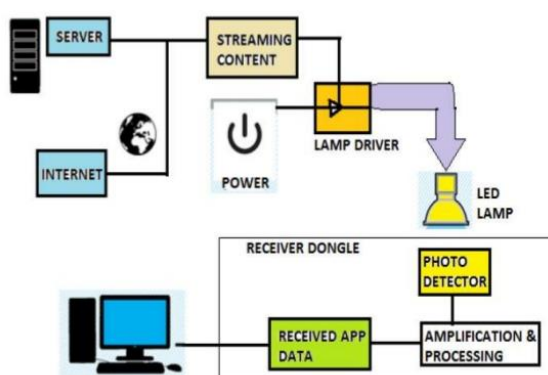 SERVER
STREAMING
CONTENT
INTERNET
POWER
LAMP DRIVER
LED
LAMP
RECEIVER DONGLE
PHOTO
DETECTOR
RECEIVED APP
DATA
AMPLIFICATION &
PROCESSING